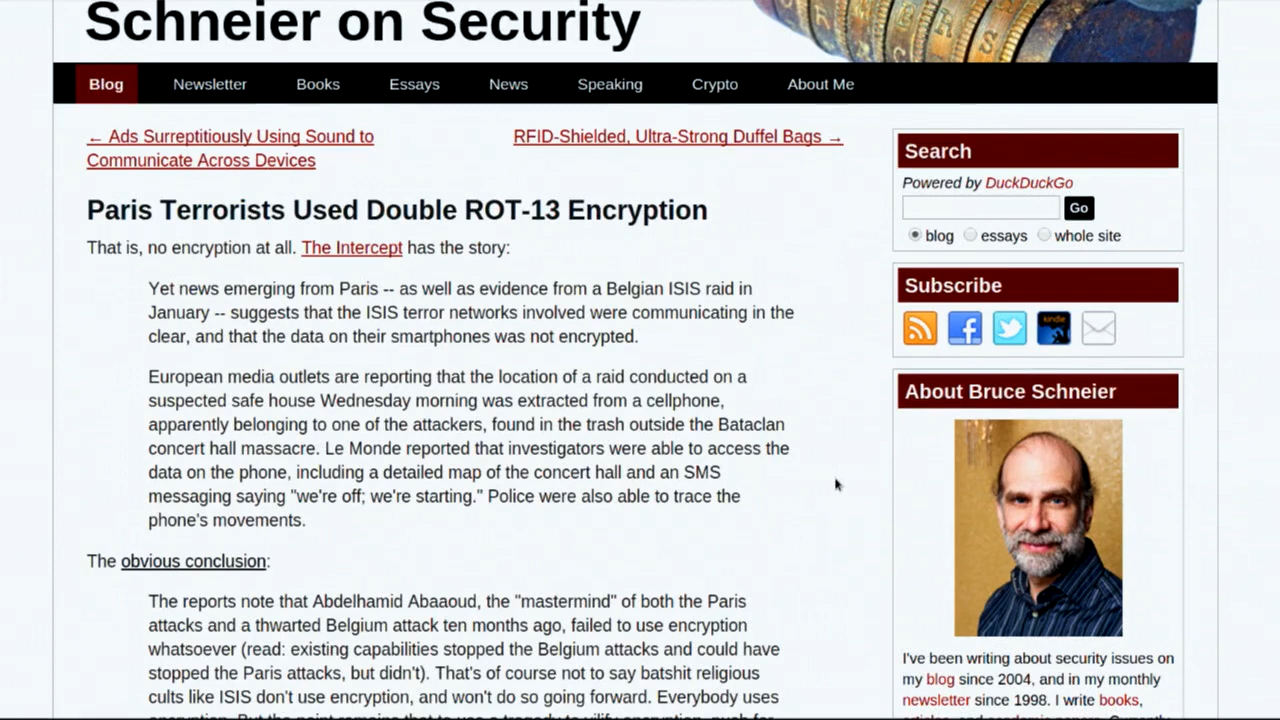 Schneier on Security
Blog Newsletter Books Essays News Speaking Crypto About Me
← Ads Surreptitiously Using Sound to
Communicate Across Devices
RFID-Shielded, Ultra-Strong Duffel Bags →
Paris Terrorists Used Double ROT-13 Encryption
That is, no encryption at all. The Intercept has the story:
Yet news emerging from Paris -- as well as evidence from a Belgian ISIS raid in
January -- suggests that the ISIS terror networks involved were communicating in the
clear, and that the data on their smartphones was not encrypted.
European media outlets are reporting that the location of a raid conducted on a
suspected safe house Wednesday morning was extracted from a cellphone,
apparently belonging to one of the attackers, found in the trash outside the Bataclan
concert hall massacre. Le Monde reported that investigators were able to access the
data on the phone, including a detailed map of the concert hall and an SMS
messaging saying "we're off; we're starting." Police were also able to trace the
phone's movements.
The obvious conclusion:
The reports note that Abdelhamid Abaaoud, the "mastermind" of both the Paris
attacks and a thwarted Belgium attack ten months ago, failed to use encryption
whatsoever (read: existing capabilities stopped the Belgium attacks and could have
stopped the Paris attacks, but didn't). That's of course not to say batshit religious
cults like ISIS don't use encryption, and won't do so going forward. Everybody uses
Search
Powered by DuckDuckGo
Go
blog essays whole site
Subscribe
kindle
About Bruce Schneier
I've been writing about security issues on
my blog since 2004, and in my monthly
newsletter since 1998. I write books,